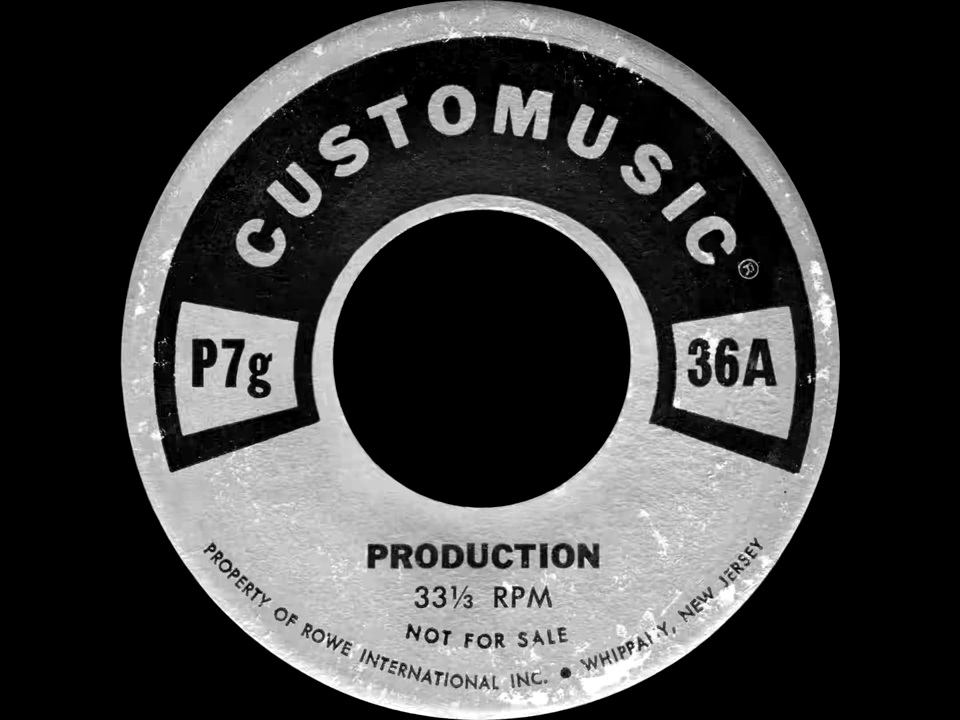 CUSTOMUSIC ®
P7g
36A
PRODUCTION
33⅓ RPM
NOT FOR SALE
PROPERTY OF ROWE INTERNATIONAL INC. ● WHIPPANY, NEW JERSEY